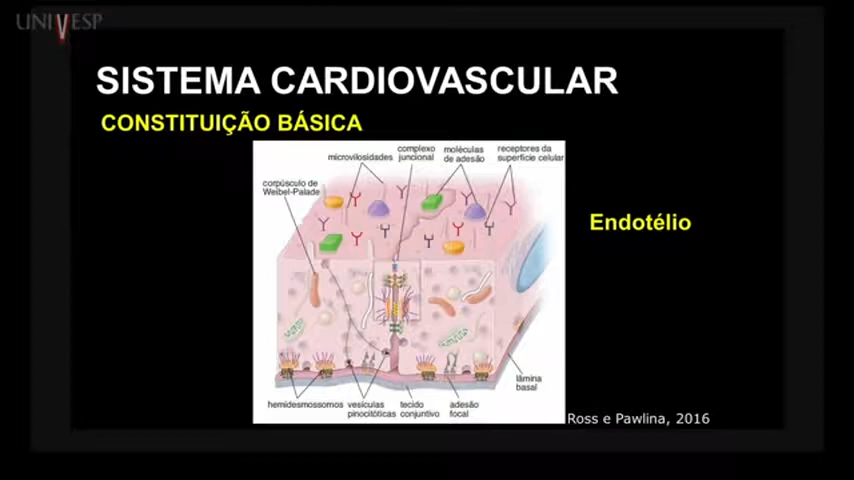 UNIVESP
SISTEMA CARDIOVASCULAR
CONSTITUIÇÃO BÁSICA
microvilosidades
complexo
juncional
moléculas
de adesão
receptores da
superfície celular
corpúsculo de
Weibel-Palade
Endotélio
lâmina
basal
hemidesmossomos
vesículas
pinocitóticas
tecido
conjuntivo
adesão
focal
Ross e Pawlina, 2016